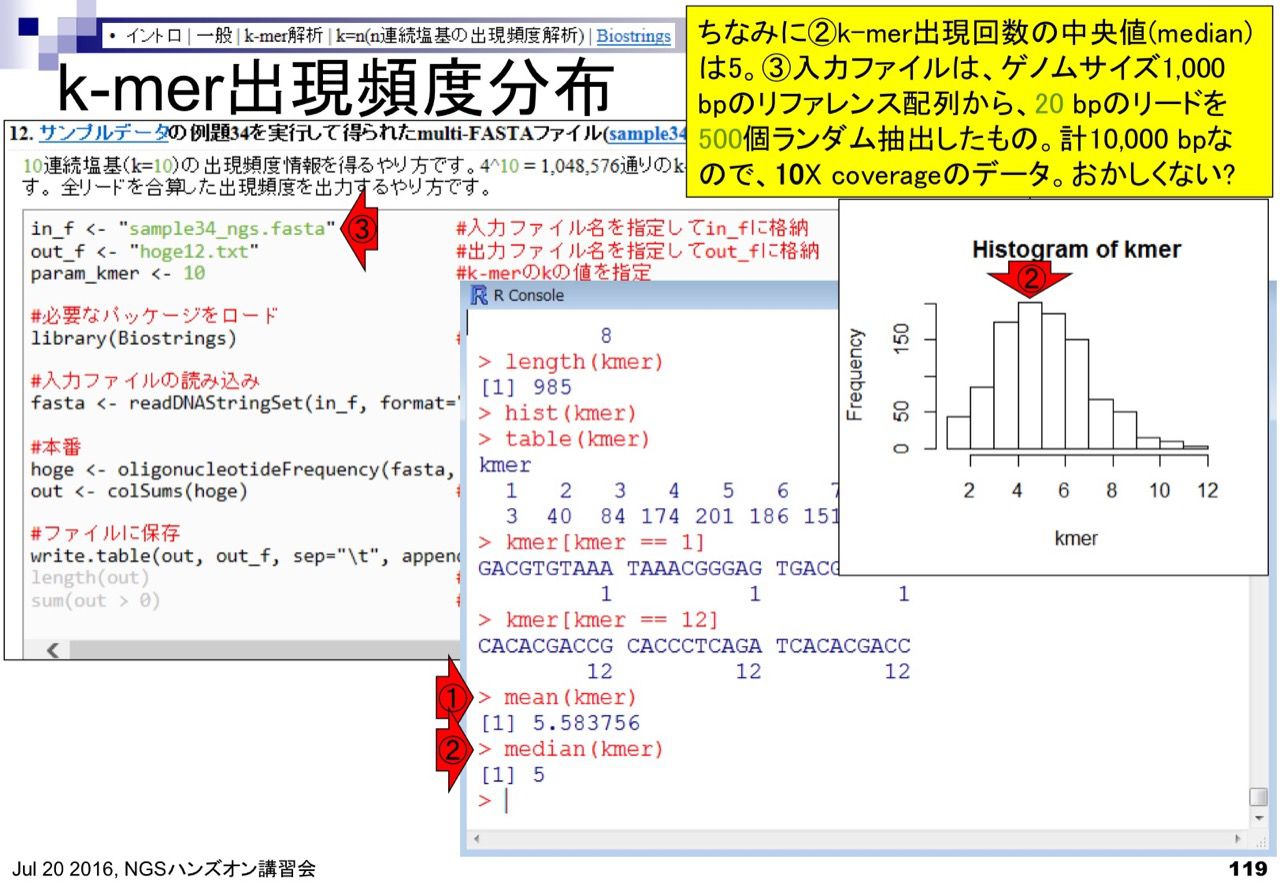 • イントロ | 一般 | k-mer解析 | k=n(n連続塩基の出現頻度解析) | Biostrings
k-mer出現頻度分布
ちなみに②k-mer出現回数の中央値(median)
は5。③入力ファイルは、ゲノムサイズ1,000
bpのリファレンス配列から、20 bpのリードを
500個ランダム抽出したもの。計10,000 bpな
ので、10X coverageのデータ。おかしくない?
12. サンプルデータの例題34を実行して得られたmulti-FASTAファイル(sample34
10連続塩基(k=10)の出現頻度情報を得るやり方です。4^10 = 1,048,576通りのk-
す。全リードを合算した出現頻度を出力するやり方です。
in_f <- "sample34_ngs.fasta" #入力ファイル名を指定してin_fに格納
③
out_f <- "hoge12.txt" #出力ファイル名を指定してout_fに格納
param_kmer <- 10 #k-merのkの値を指定
#必要なパッケージをロード
library(Biostrings)
#入力ファイルの読み込み
fasta <- readDNAStringSet(in_f, format="
#本番
hoge <- oligonucleotideFrequency(fasta,
out <- colSums(hoge)
#ファイルに保存
write.table(out, out_f, sep="\t", appen
length(out)
sum(out > 0)
R Console
8
> length(kmer)
[1] 985
> hist(kmer)
> table(kmer)
kmer
1 2 3 4 5 6 7
3 40 84 174 201 186 151
> kmer[kmer == 1]
GACGTGTAAA TAAACGGGAG TGACG
1 1 1
> kmer[kmer == 12]
CACACGACCG CACCCTCAGA TCACACGACC
12 12 12
① > mean(kmer)
[1] 5.583756
② > median(kmer)
[1] 5
>
Histogram of kmer
②
Frequency
150
50
0
2 4 6 8 10 12
kmer
Jul 20 2016, NGSハンズオン講習会
119